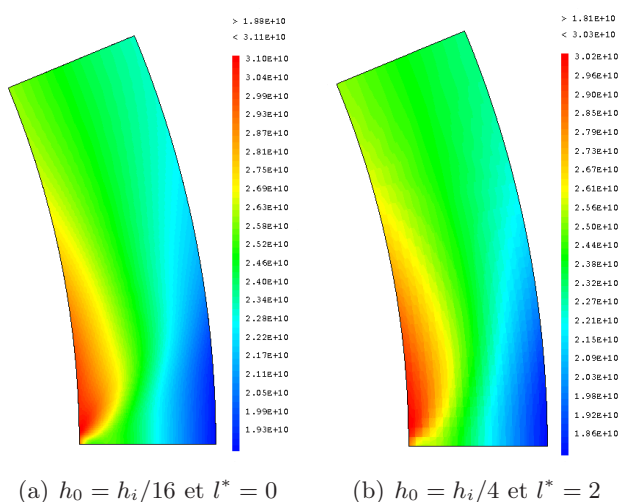 > 1.88E+10
< 3.11E+10
3.10E+10
3.04E+10
2.99E+10
2.93E+10
2.87E+10
2.81E+10
2.75E+10
2.69E+10
2.63E+10
2.58E+10
2.52E+10
2.46E+10
2.40E+10
2.34E+10
2.28E+10
2.22E+10
2.17E+10
2.11E+10
2.05E+10
1.99E+10
1.93E+10
(a) h₀ = hᵢ/16 et l* = 0
> 1.81E+10
< 3.03E+10
3.02E+10
2.96E+10
2.90E+10
2.85E+10
2.79E+10
2.73E+10
2.67E+10
2.61E+10
2.56E+10
2.50E+10
2.44E+10
2.38E+10
2.32E+10
2.27E+10
2.21E+10
2.15E+10
2.09E+10
2.03E+10
1.98E+10
1.92E+10
1.86E+10
(b) h₀ = hᵢ/4 et l* = 2